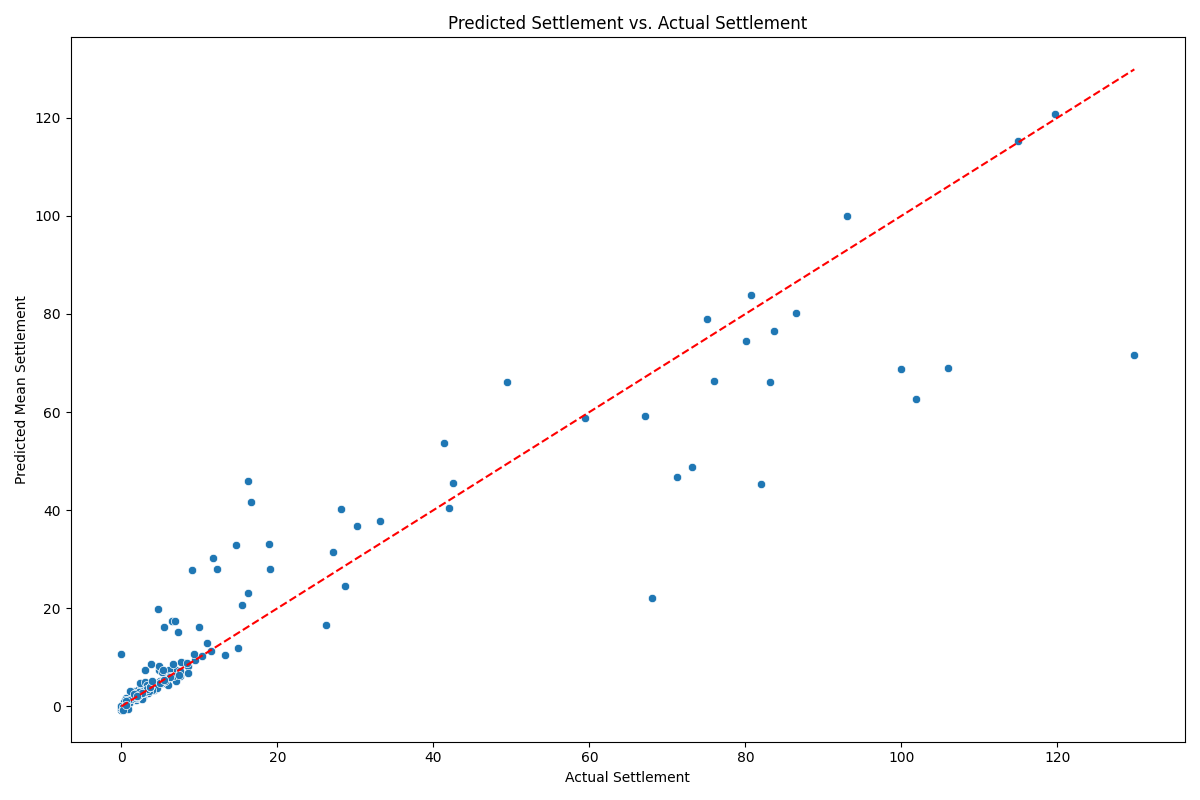 Predicted Settlement vs. Actual Settlement
Predicted Mean Settlement
120
100
80
60
40
20
0
0 20 40 60 80 100 120
Actual Settlement